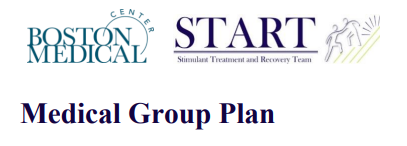 BOSTON
MEDICAL
CENTER
START
Stimulant Treatment and Recovery Team
Medical Group Plan